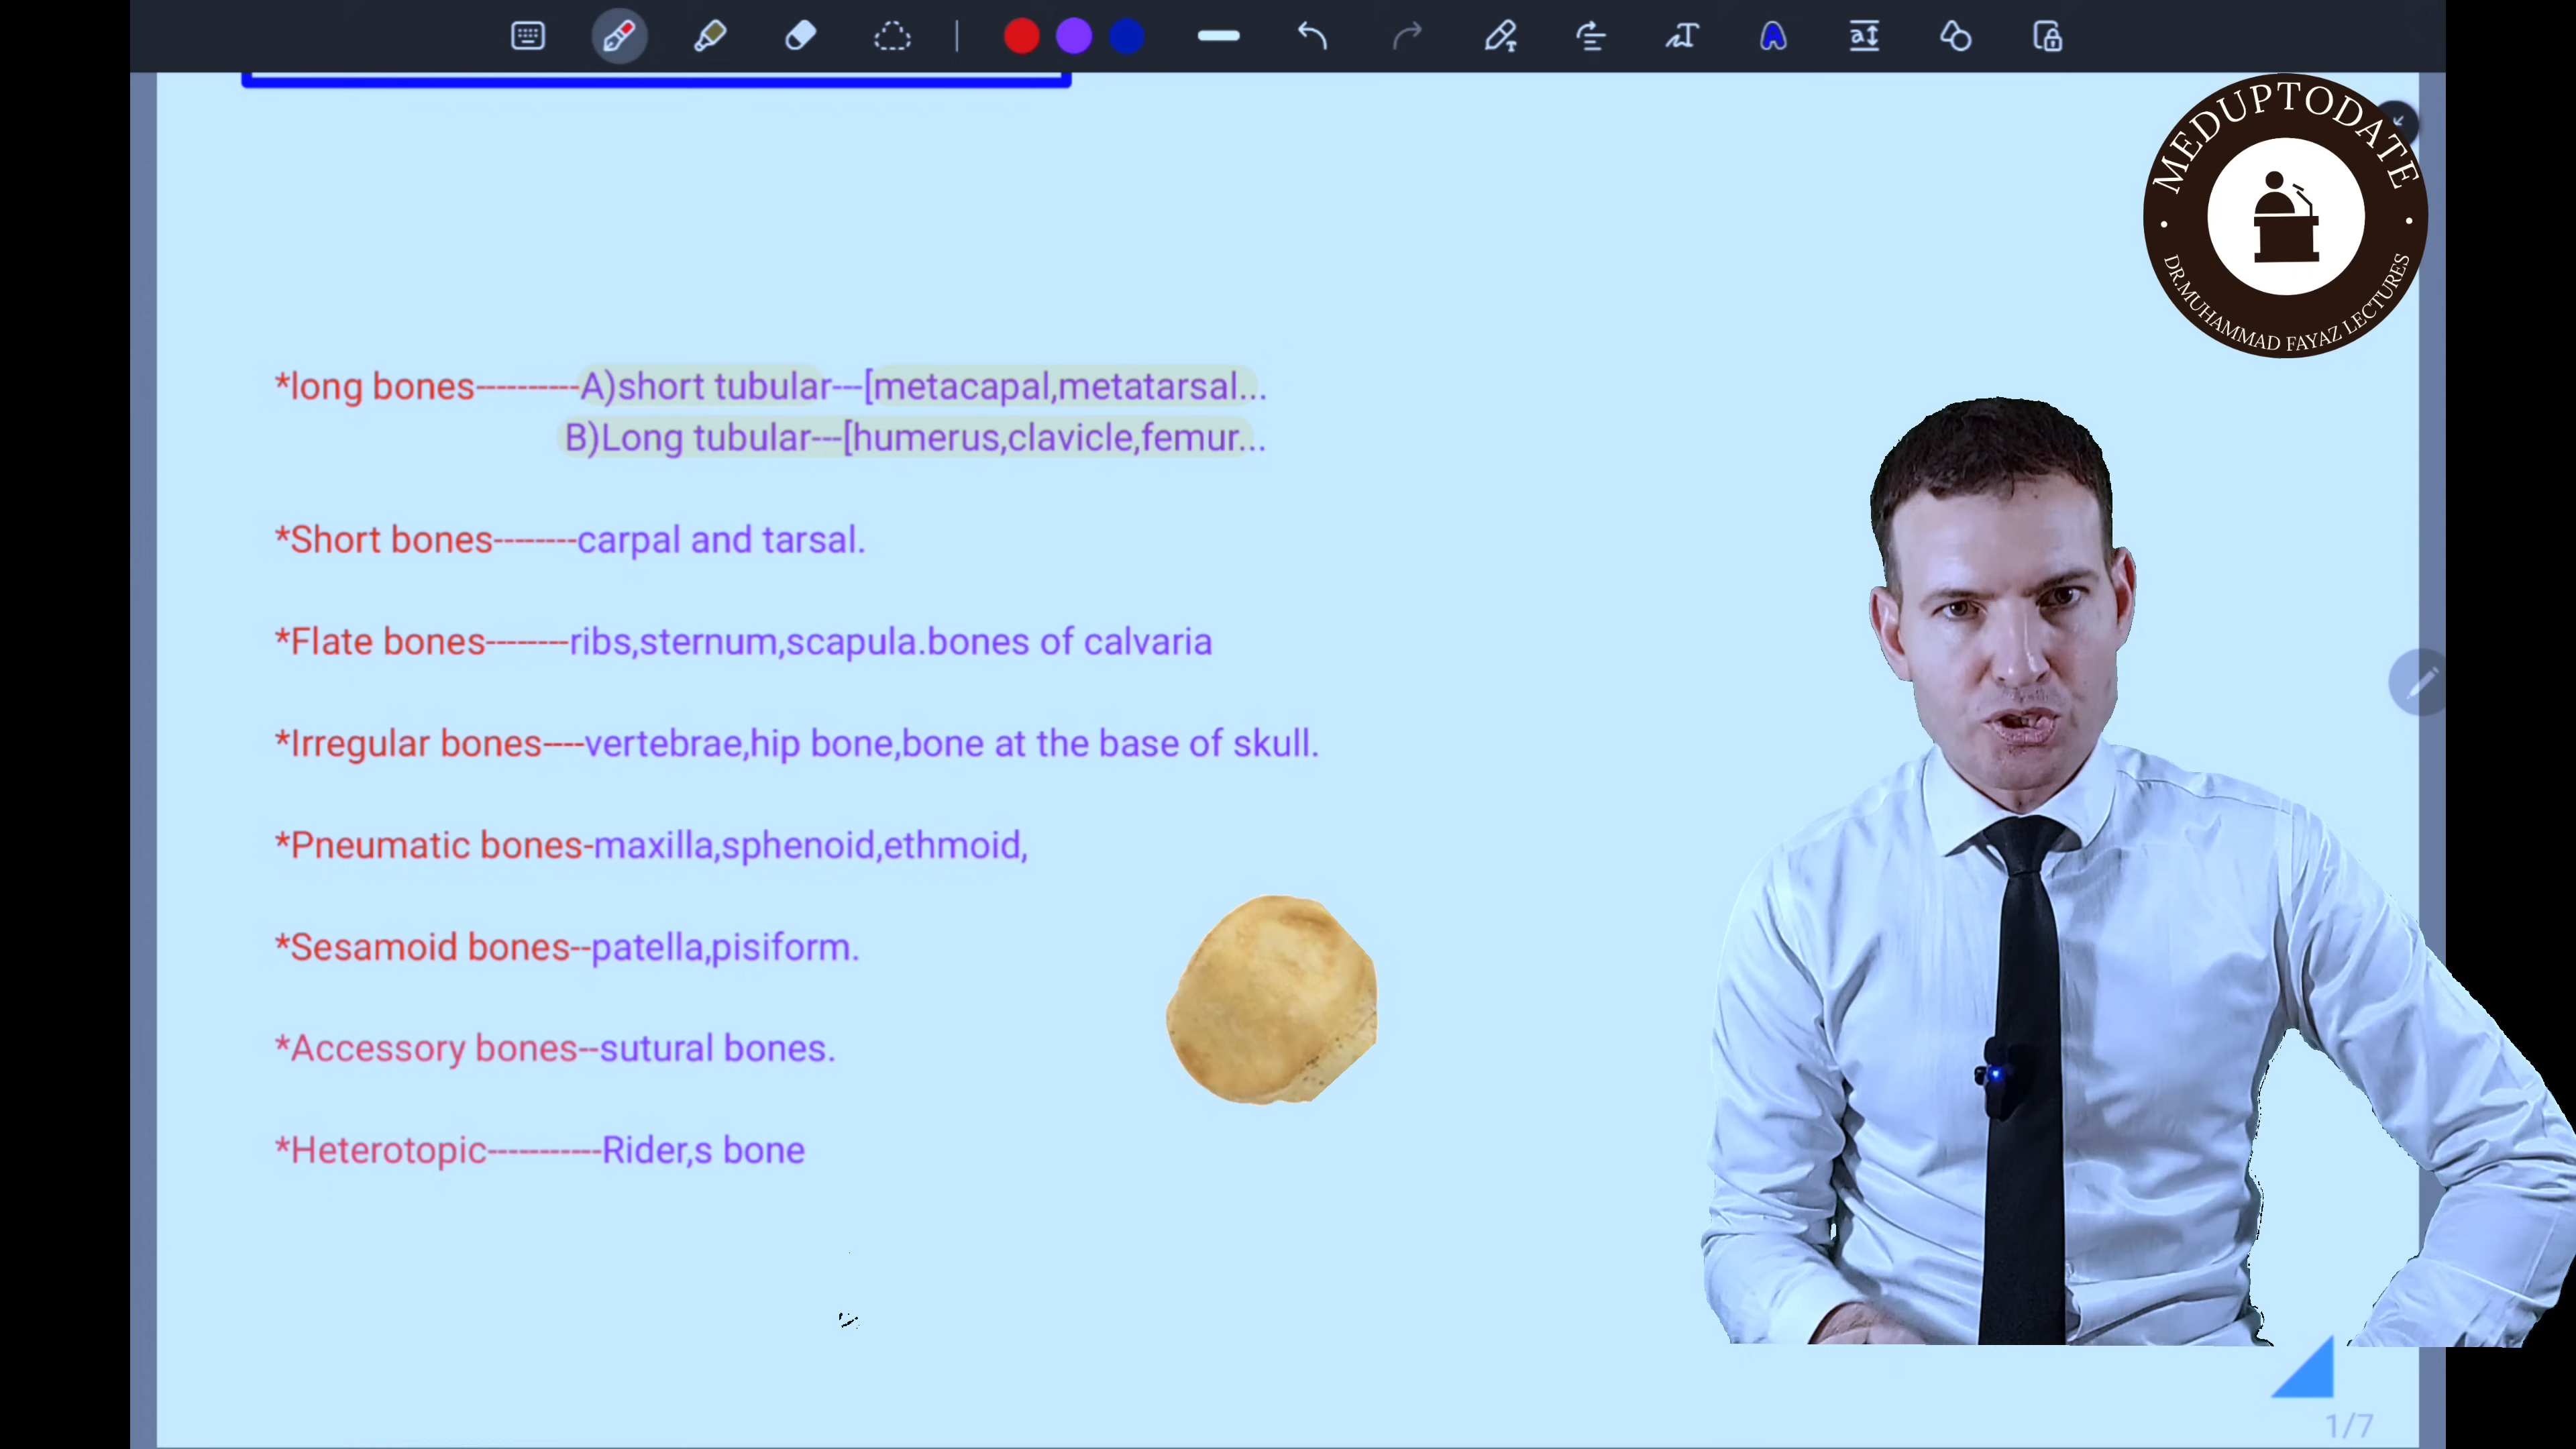 MEDUPTODATE
DR.MUHAMMAD FAYAZ LECTURES
*long bones----------A)short tubular---[metacapal,metatarsal...
B)Long tubular---[humerus,clavicle,femur...
*Short bones--------carpal and tarsal.
*Flate bones--------ribs,sternum,scapula.bones of calvaria
*Irregular bones----vertebrae,hip bone,bone at the base of skull.
*Pneumatic bones-maxilla,sphenoid,ethmoid,
*Sesamoid bones--patella,pisiform.
*Accessory bones--sutural bones.
*Heterotopic-----------Rider,s bone
1/7